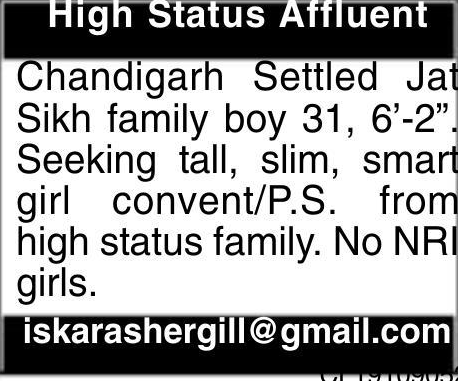 High Status Affluent
Chandigarh Settled Jat
Sikh family boy 31, 6’-2”.
Seeking tall, slim, smart
girl convent/P.S. from
high status family. No NRI
girls.
iskarashergill@gmail.com